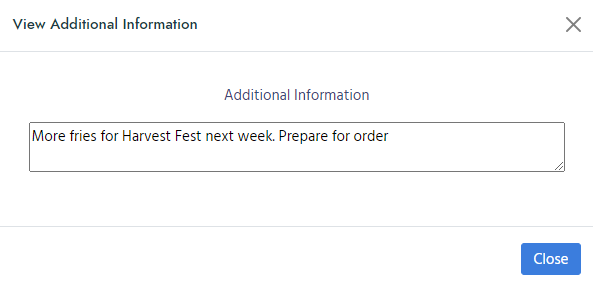 View Additional Information
Additional Information
More fries for Harvest Fest next week. Prepare for order
Close